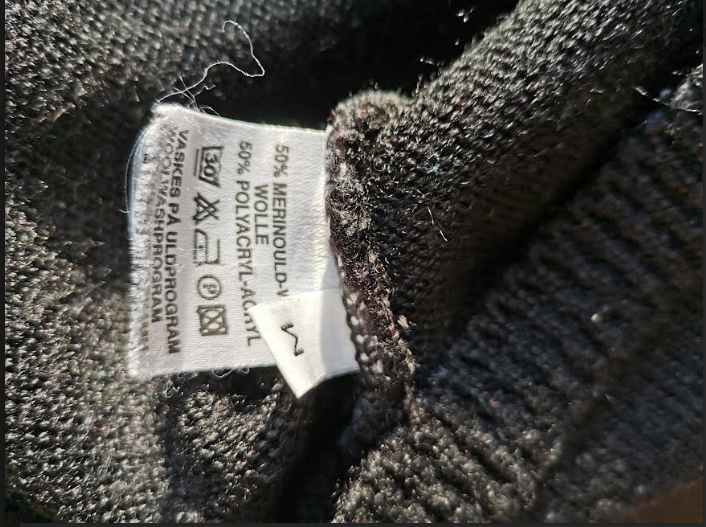 50% MERINOULD-
WOLLE
50% POLYACRYL-ACRYL
30 P
VASKES PÅ ULDPROGRAM
WOOLWASHPROGRAM
M